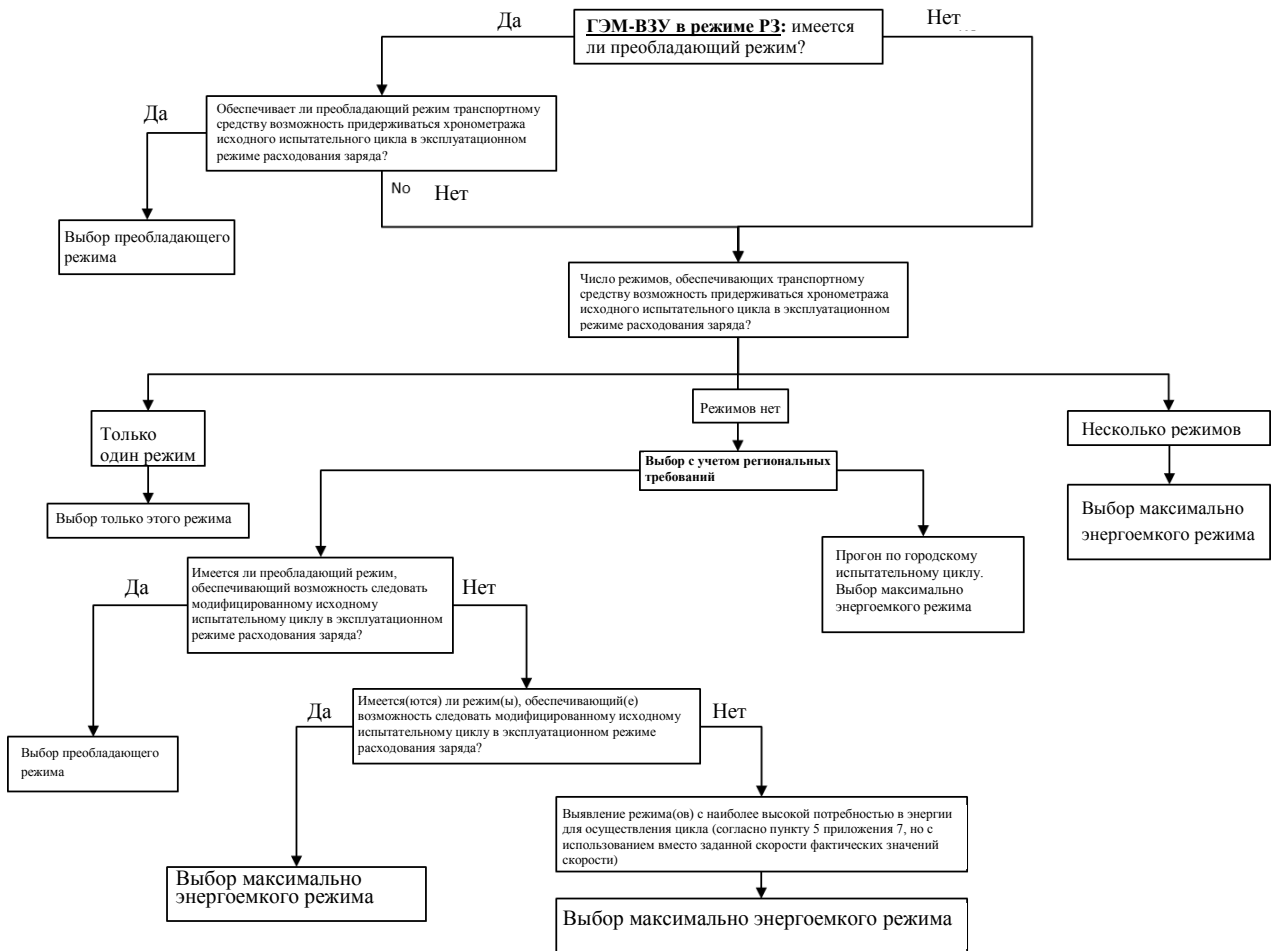 Да
ГЭМ-ВЗУ в режиме РЗ: имеется
ли преобладающий режим?
Нет
Да
Обеспечивает ли преобладающий режим транспортному
средству возможность придерживаться хронометража
исходного испытательного цикла в эксплуатационном
режиме расходования заряда?
No Нет
Выбор преобладающего
режима
Число режимов, обеспечивающих транспортному
средству возможность придерживаться хронометража
исходного испытательного цикла в эксплуатационном
режиме расходования заряда?
Только
один режим
Режимов нет
Несколько режимов
Выбор только этого режима
Выбор с учетом региональных
требований
Выбор максимально
энергоемкого режима
Прогон по городскому
испытательному циклу.
Выбор максимально
энергоемкого режима
Да
Имеется ли преобладающий режим,
обеспечивающий возможность следовать
модифицированному исходному
испытательному циклу в эксплуатационном
режиме расходования заряда?
Нет
Выбор преобладающего
режима
Да
Имеется(ются) ли режим(ы), обеспечивающий(е)
возможность следовать модифицированному исходному
испытательному циклу в эксплуатационном режиме
расходования заряда?
Нет
Выявление режима(ов) с наиболее высокой потребностью в энергии
для осуществления цикла (согласно пункту 5 приложения 7, но с
использованием вместо заданной скорости фактических значений
скорости)
Выбор максимально
энергоемкого режима
Выбор максимально энергоемкого режима